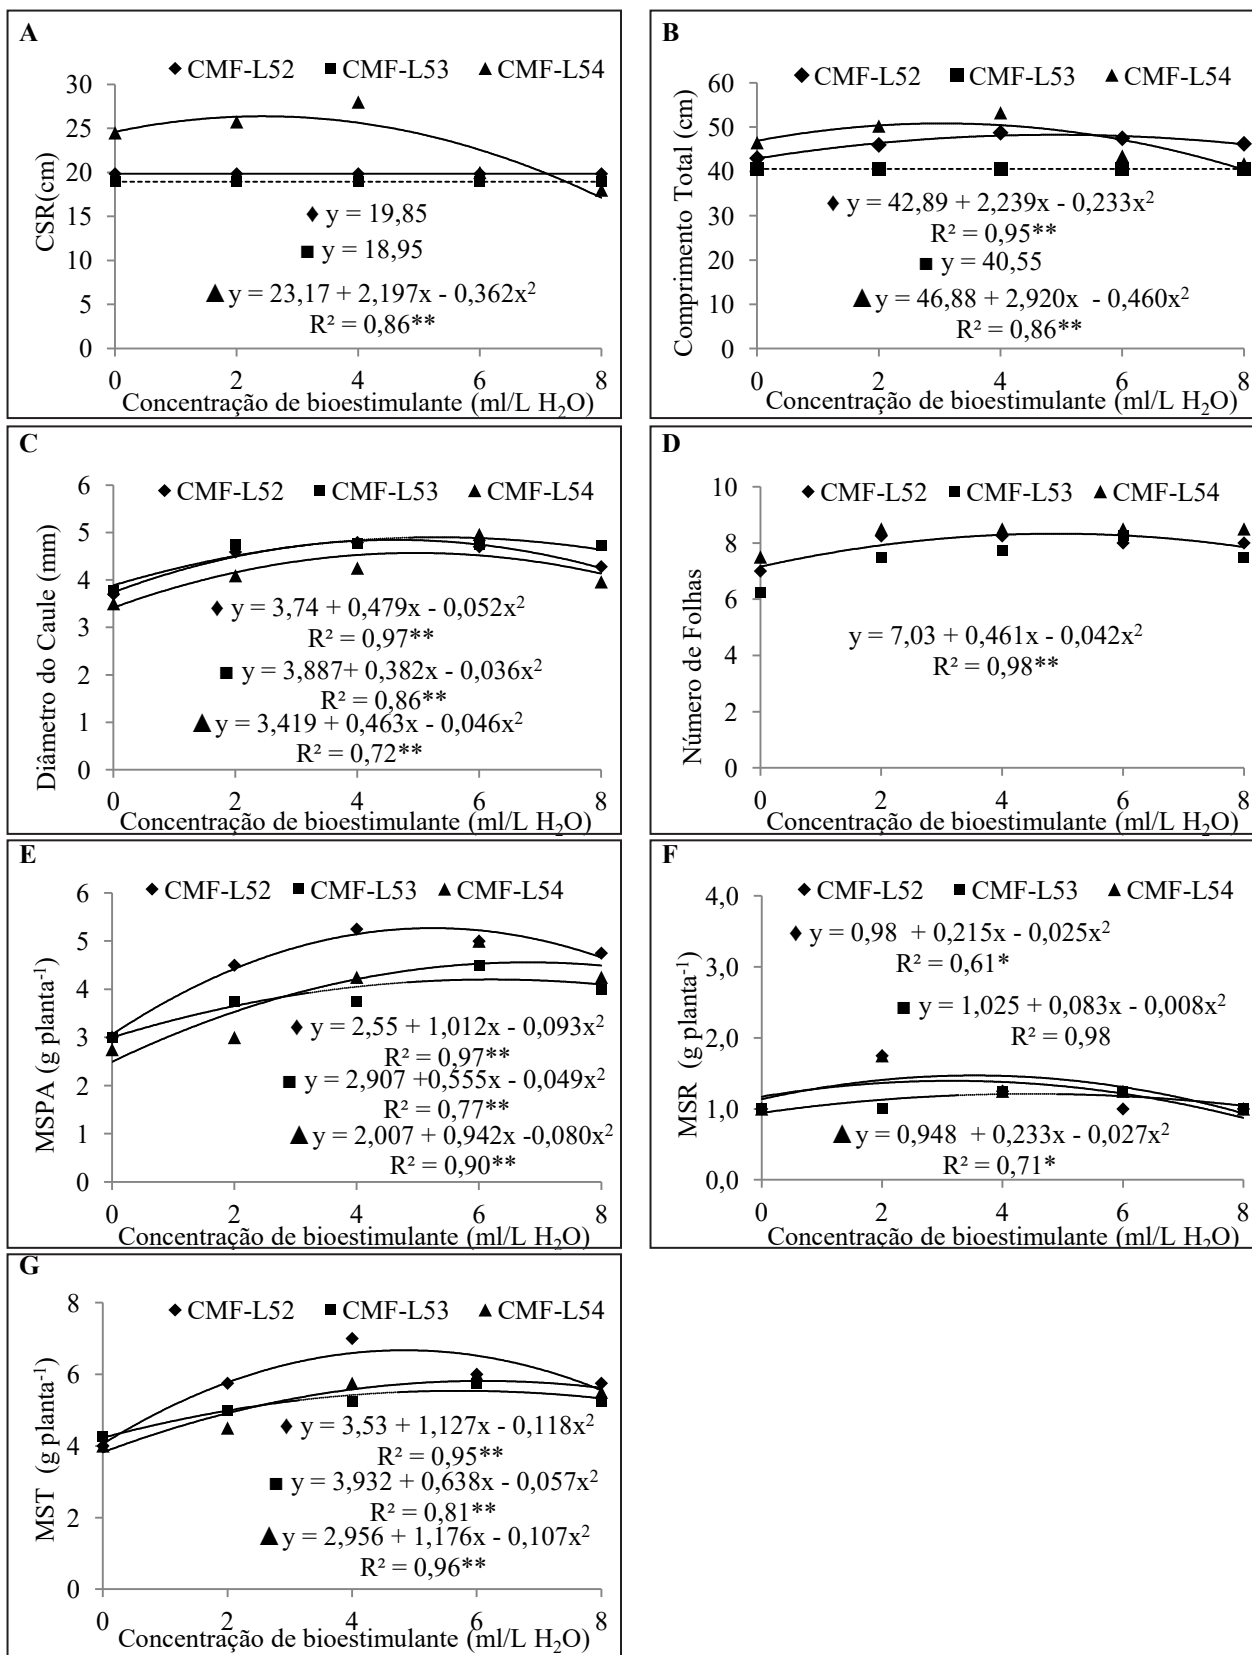 A
CMF-L52 CMF-L53 CMF-L54
30
25
20
15
10
5
0
CSR(cm)
y = 19,85
y = 18,95
y = 23,17 + 2,197x - 0,362x²
R² = 0,86**
0 2 4 6 8
Concentração de bioestimulante (ml/L H₂O)
B
CMF-L52 CMF-L53 CMF-L54
60
50
40
30
20
10
0
Comprimento Total (cm)
y = 42,89 + 2,239x - 0,233x²
R² = 0,95**
y = 40,55
y = 46,88 + 2,920x - 0,460x²
R² = 0,86**
0 2 4 6 8
Concentração de bioestimulante (ml/L H₂O)
C
CMF-L52 CMF-L53 CMF-L54
6
5
4
3
2
1
0
Diâmetro do Caule (mm)
y = 3,74 + 0,479x - 0,052x²
R² = 0,97**
y = 3,887+ 0,382x - 0,036x²
R² = 0,86**
y = 3,419 + 0,463x - 0,046x²
R² = 0,72**
0 2 4 6 8
Concentração de bioestimulante (ml/L H₂O)
D
CMF-L52 CMF-L53 CMF-L54
10
8
6
4
2
0
Número de Folhas
y = 7,03 + 0,461x - 0,042x²
R² = 0,98**
0 2 4 6 8
Concentração de bioestimulante (ml/L H₂O)
E
CMF-L52 CMF-L53 CMF-L54
6
5
4
3
2
1
0
MSPA (g planta⁻¹)
y = 2,55 + 1,012x - 0,093x²
R² = 0,97**
y = 2,907 +0,555x - 0,049x²
R² = 0,77**
y = 2,007 + 0,942x -0,080x²
R² = 0,90**
0 2 4 6 8
Concentração de bioestimulante (ml/L H₂O)
F
CMF-L52 CMF-L53 CMF-L54
4,0
3,0
2,0
1,0
0,0
MSR (g planta⁻¹)
y = 0,98 + 0,215x - 0,025x²
R² = 0,61*
y = 1,025 + 0,083x - 0,008x²
R² = 0,98
y = 0,948 + 0,233x - 0,027x²
R² = 0,71*
0 2 4 6 8
Concentração de bioestimulante (ml/L H₂O)
G
CMF-L52 CMF-L53 CMF-L54
8
6
4
2
0
MST (g planta⁻¹)
y = 3,53 + 1,127x - 0,118x²
R² = 0,95**
y = 3,932 + 0,638x - 0,057x²
R² = 0,81**
y = 2,956 + 1,176x - 0,107x²
R² = 0,96**
0 2 4 6 8
Concentração de bioestimulante (ml/L H₂O)